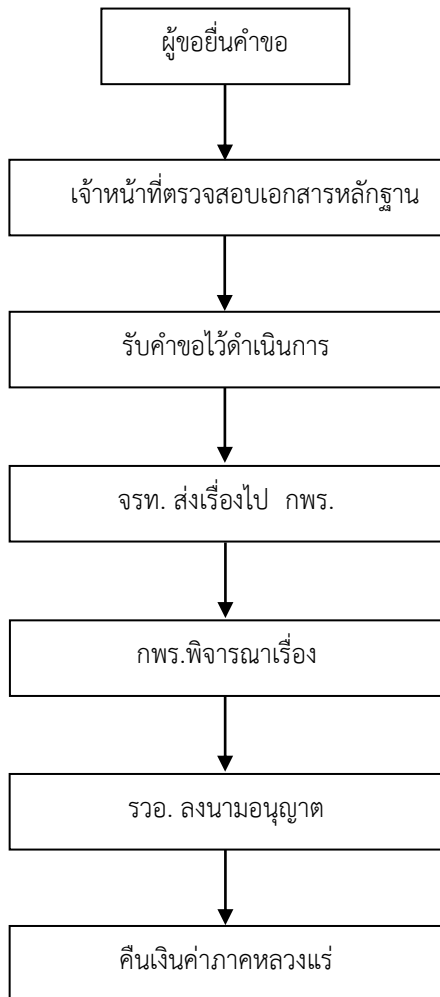 ผู้ขอยื่นคำขอ
เจ้าหน้าที่ตรวจสอบเอกสารหลักฐาน
รับคำขอไว้ดำเนินการ
จรท. ส่งเรื่องไป กพร.
กพร.พิจารณาเรื่อง
รวอ. ลงนามอนุญาต
คืนเงินค่าภาคหลวงแร่